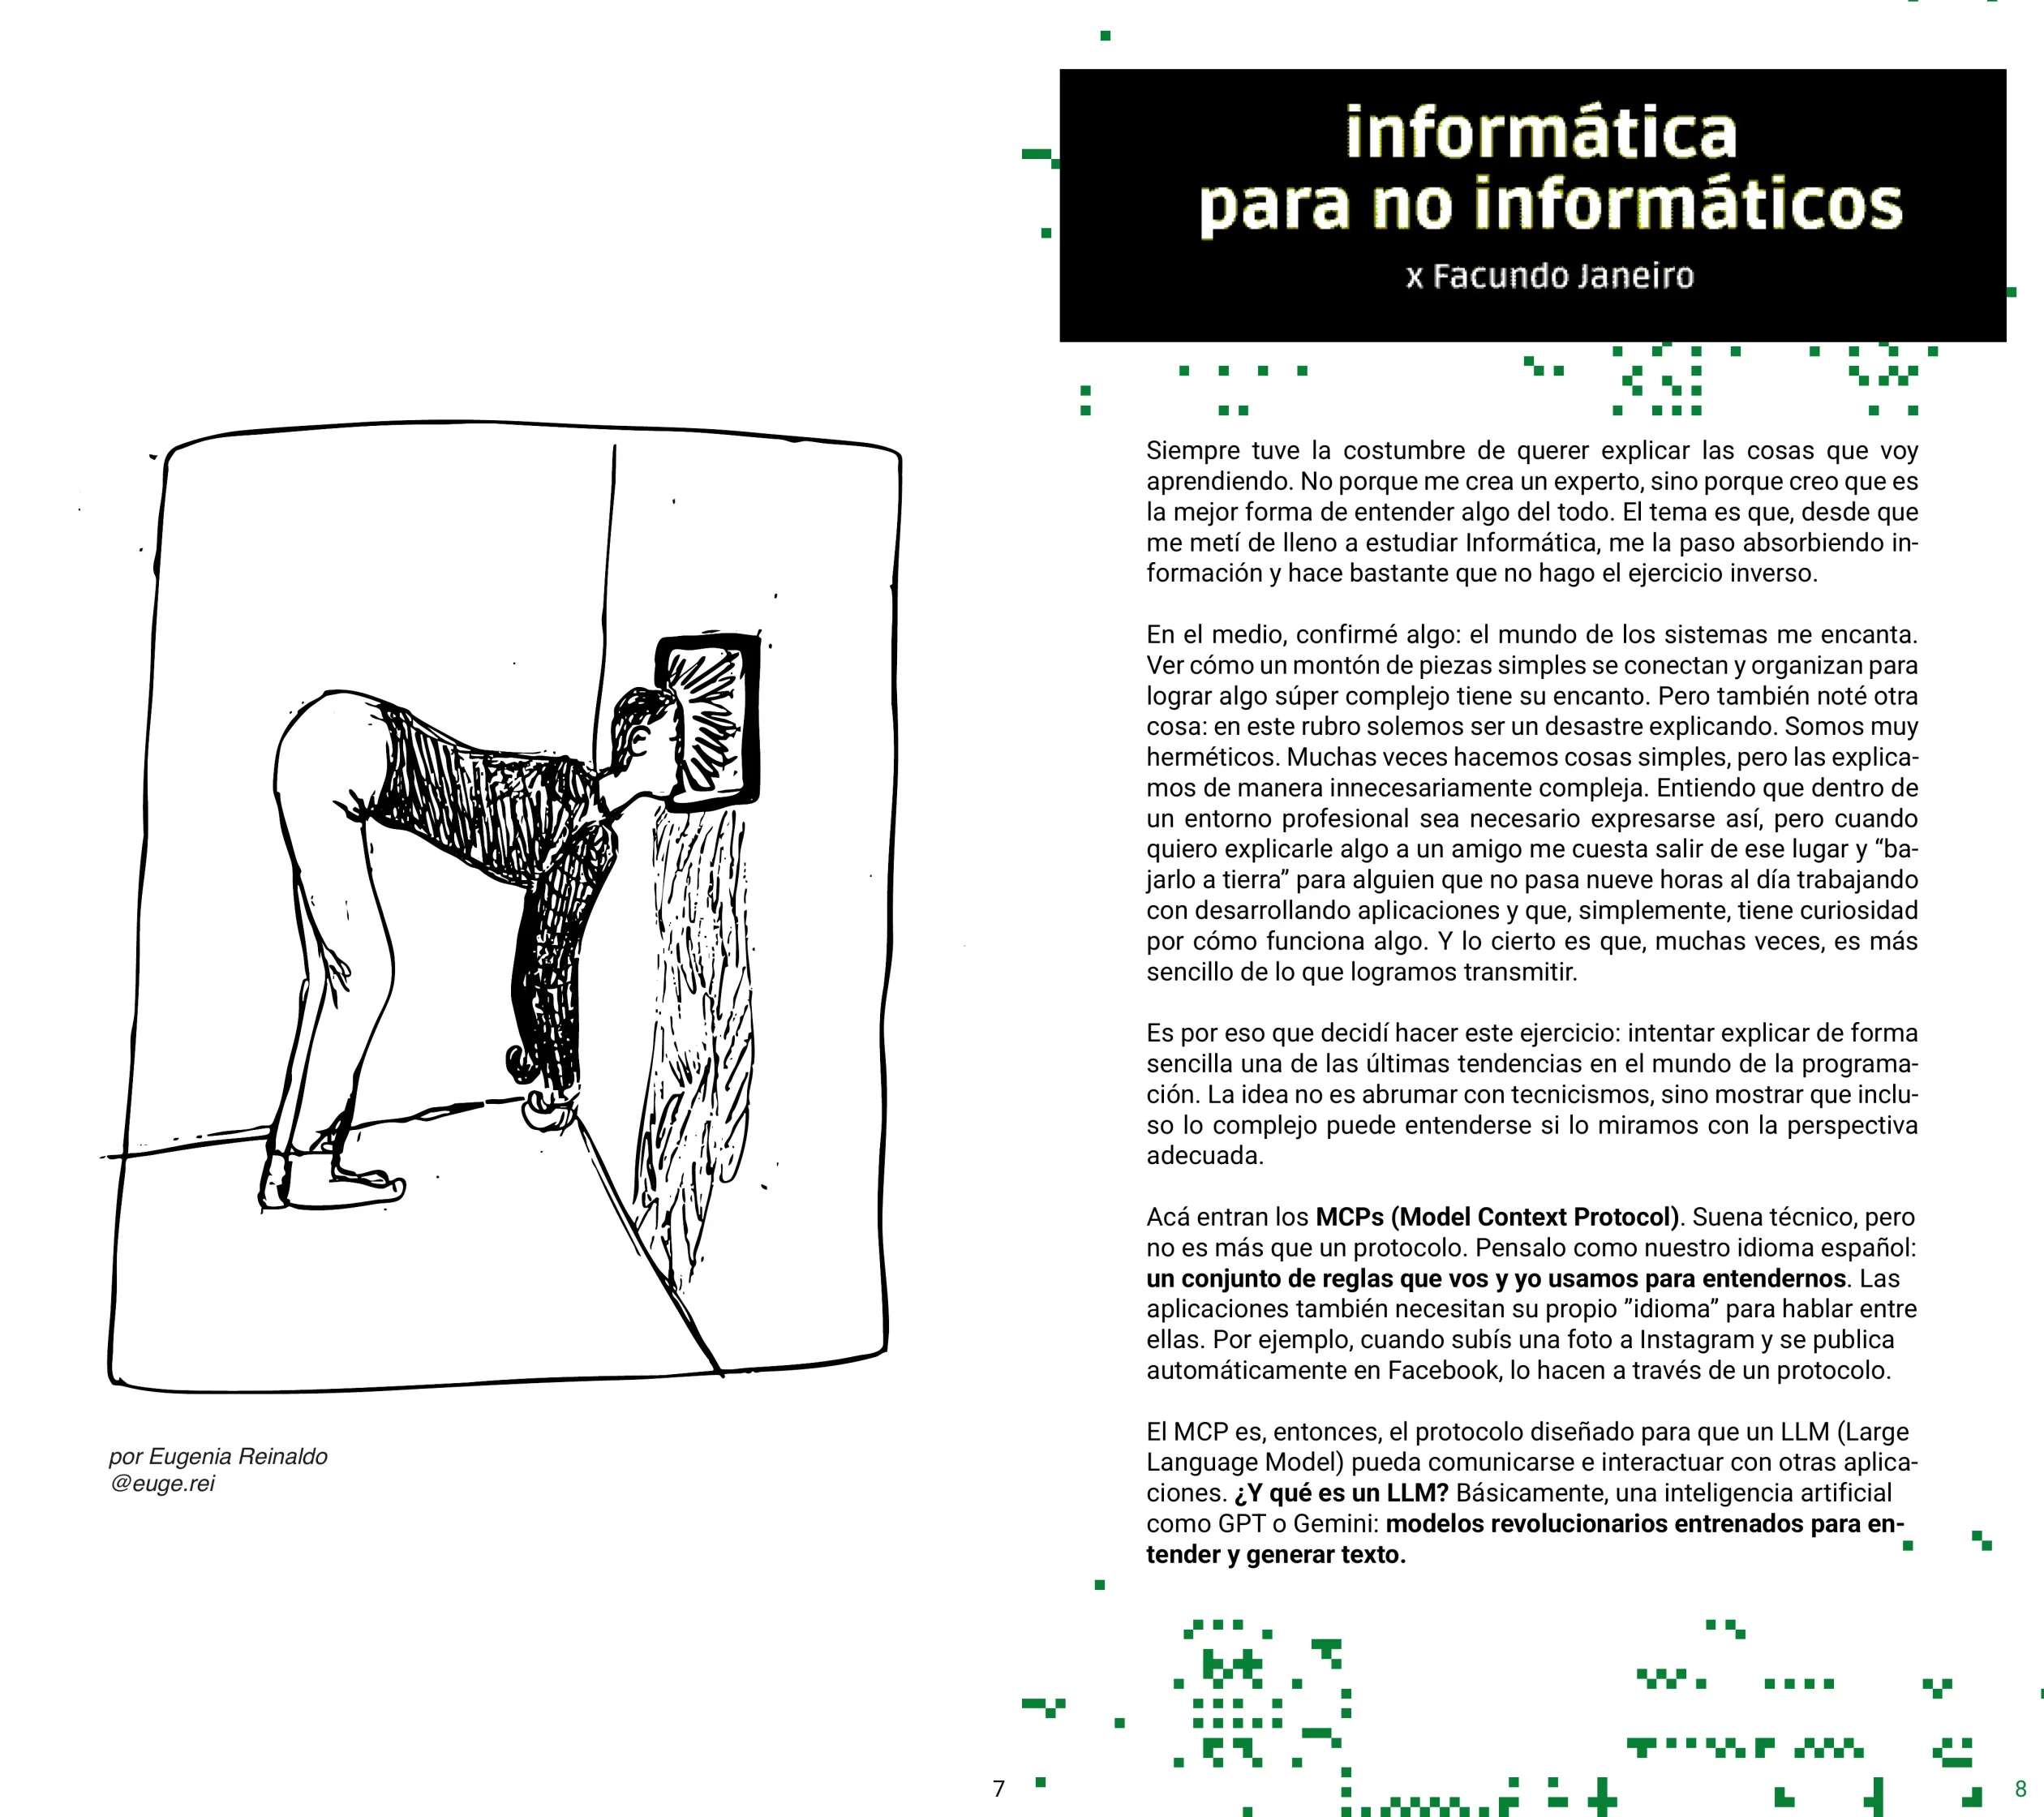 por Eugenia Reinaldo
@euge.rei
7
informática
para no informáticos
x Facundo Janeiro
Siempre tuve la costumbre de querer explicar las cosas que voy
aprendiendo. No porque me crea un experto, sino porque creo que es
la mejor forma de entender algo del todo. El tema es que, desde que
me metí de lleno a estudiar Informática, me la paso absorbiendo in-
formación y hace bastante que no hago el ejercicio inverso.
En el medio, confirmé algo: el mundo de los sistemas me encanta.
Ver cómo un montón de piezas simples se conectan y organizan para
lograr algo súper complejo tiene su encanto. Pero también noté otra
cosa: en este rubro solemos ser un desastre explicando. Somos muy
herméticos. Muchas veces hacemos cosas simples, pero las explica-
mos de manera innecesariamente compleja. Entiendo que dentro de
un entorno profesional sea necesario expresarse así, pero cuando
quiero explicarle algo a un amigo me cuesta salir de ese lugar y “ba-
jarlo a tierra” para alguien que no pasa nueve horas al día trabajando
con desarrollando aplicaciones y que, simplemente, tiene curiosidad
por cómo funciona algo. Y lo cierto es que, muchas veces, es más
sencillo de lo que logramos transmitir.
Es por eso que decidí hacer este ejercicio: intentar explicar de forma
sencilla una de las últimas tendencias en el mundo de la programa-
ción. La idea no es abrumar con tecnicismos, sino mostrar que inclu-
so lo complejo puede entenderse si lo miramos con la perspectiva
adecuada.
Acá entran los MCPs (Model Context Protocol). Suena técnico, pero
no es más que un protocolo. Pensalo como nuestro idioma español:
un conjunto de reglas que vos y yo usamos para entendernos. Las
aplicaciones también necesitan su propio ”idioma” para hablar entre
ellas. Por ejemplo, cuando subís una foto a Instagram y se publica
automáticamente en Facebook, lo hacen a través de un protocolo.
El MCP es, entonces, el protocolo diseñado para que un LLM (Large
Language Model) pueda comunicarse e interactuar con otras aplica-
ciones. ¿Y qué es un LLM? Básicamente, una inteligencia artificial
como GPT o Gemini: modelos revolucionarios entrenados para en-
tender y generar texto.
8